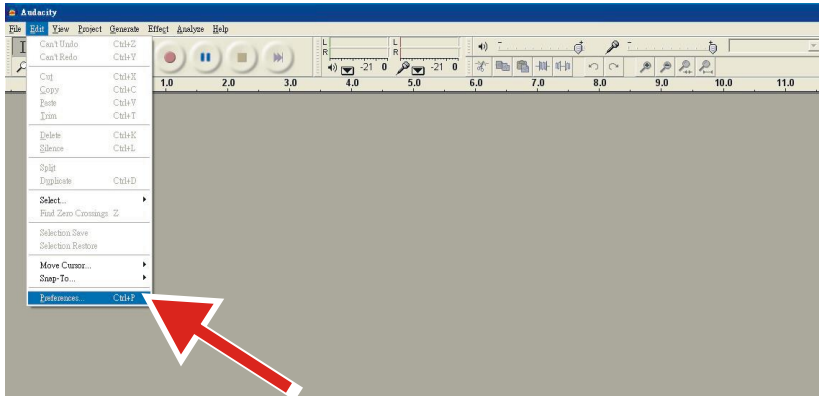 Audacity
File Edit View Project Generate Effect Analyze Help
Can't Undo Ctrl+Z
Can't Redo Ctrl+Y
Cut Ctrl+X
Copy Ctrl+C
Paste Ctrl+V
Trim Ctrl+T
Delete Ctrl+K
Silence Ctrl+L
Split
Duplicate Ctrl+D
Select...
Find Zero Crossings Z
Selection Save
Selection Restore
Move Cursor...
Snap-To...
Preferences... Ctrl+P
L L
R R
-21 0 -21 0
1.0 2.0 3.0 4.0 5.0 6.0 7.0 8.0 9.0 10.0 11.0